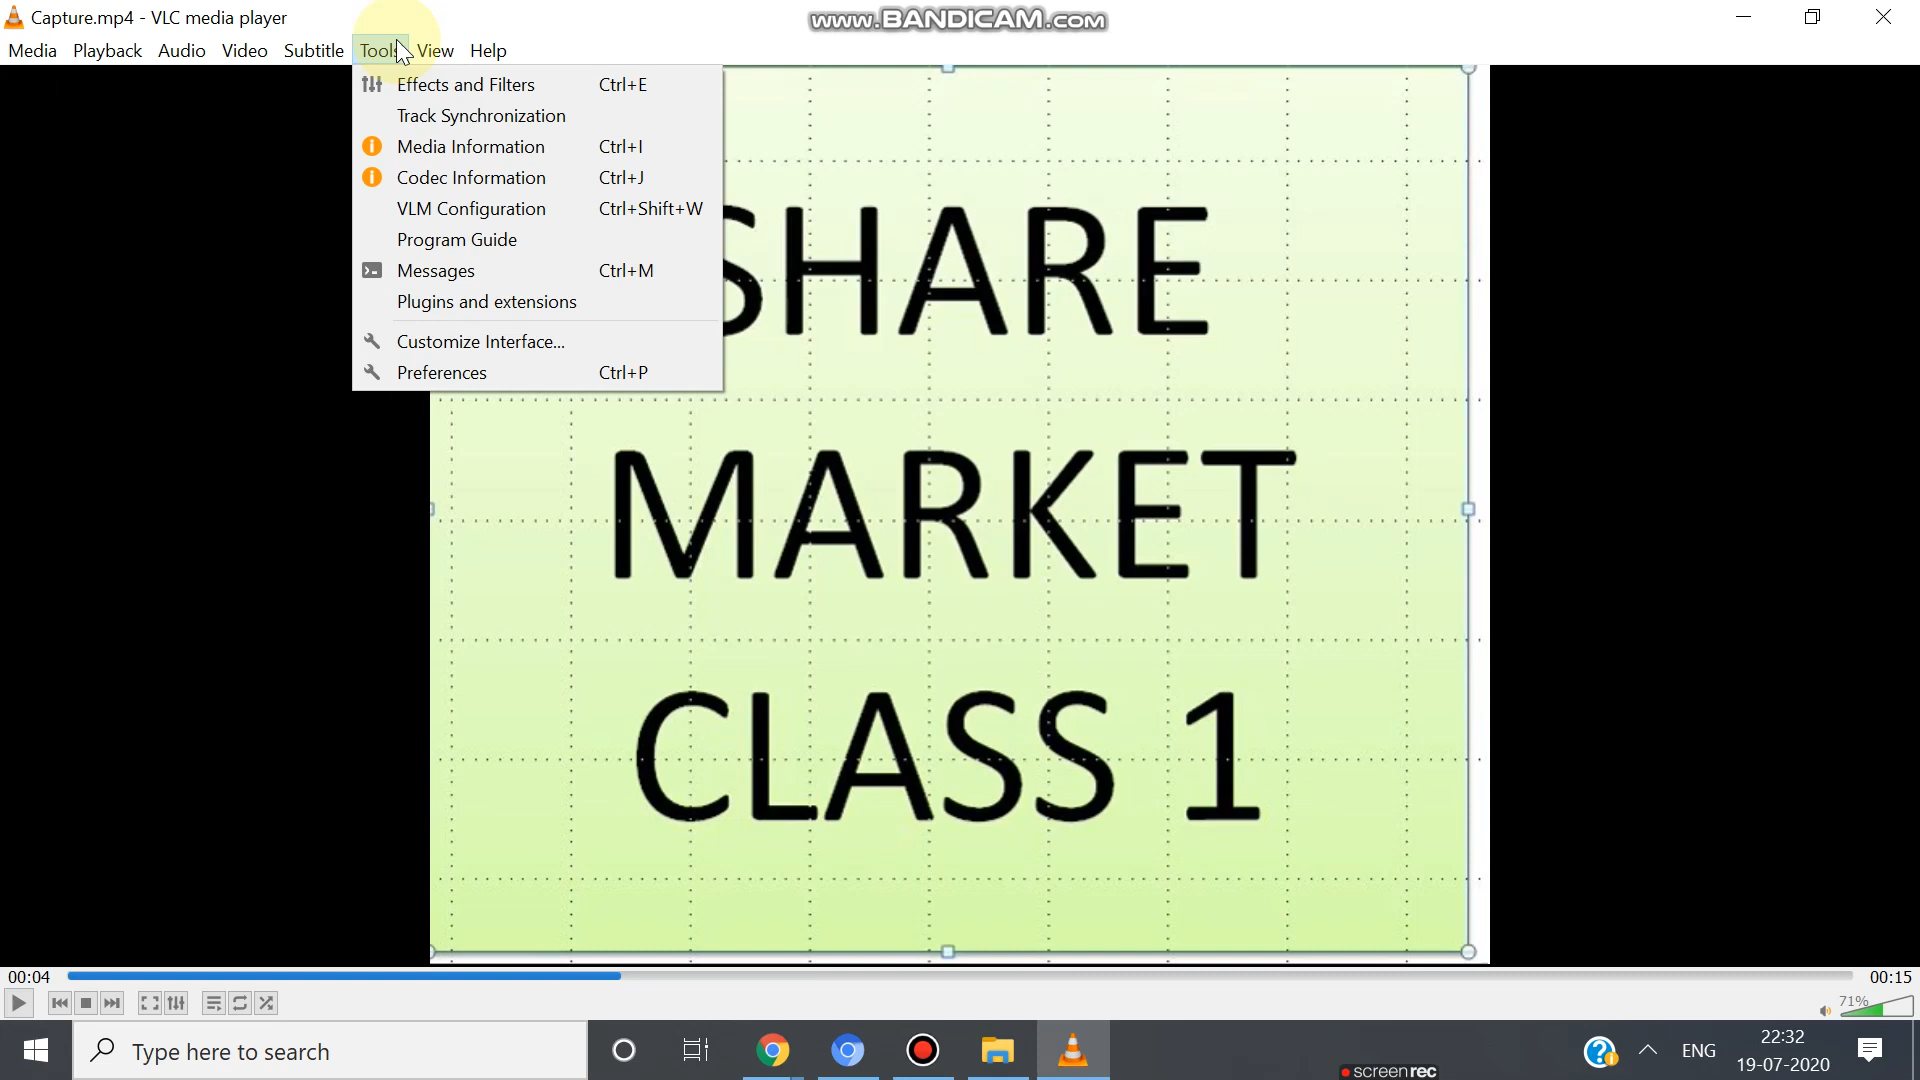 Capture.mp4 - VLC media player
www.BANDICAM.com
Media Playback Audio Video Subtitle Tools View Help
Effects and Filters Ctrl+E
Track Synchronization
Media Information Ctrl+I
Codec Information Ctrl+J
VLM Configuration Ctrl+Shift+W
Program Guide
Messages Ctrl+M
Plugins and extensions
Customize Interface...
Preferences Ctrl+P
SHARE
MARKET
CLASS 1
00:04 00:15
71%
Type here to search
ENG
22:32
19-07-2020
screenrec